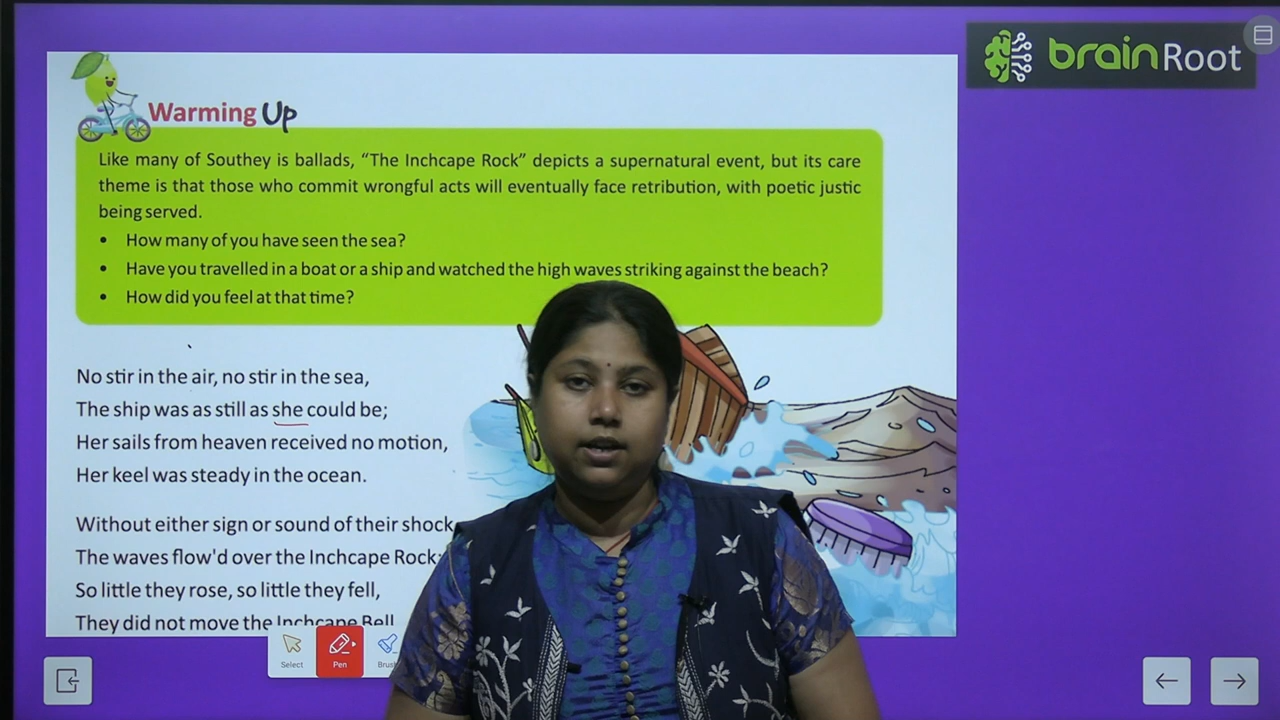 brainRoot
Warming Up
Like many of Southey is ballads, “The Inchcape Rock” depicts a supernatural event, but its care
theme is that those who commit wrongful acts will eventually face retribution, with poetic justic
being served.
• How many of you have seen the sea?
• Have you travelled in a boat or a ship and watched the high waves striking against the beach?
• How did you feel at that time?
No stir in the air, no stir in the sea,
The ship was as still as she could be;
Her sails from heaven received no motion,
Her keel was steady in the ocean.
Without either sign or sound of their shock
The waves flow'd over the Inchcape Rock;
So little they rose, so little they fell,
They did not move the Inchcape Bell
Select Pen Brush